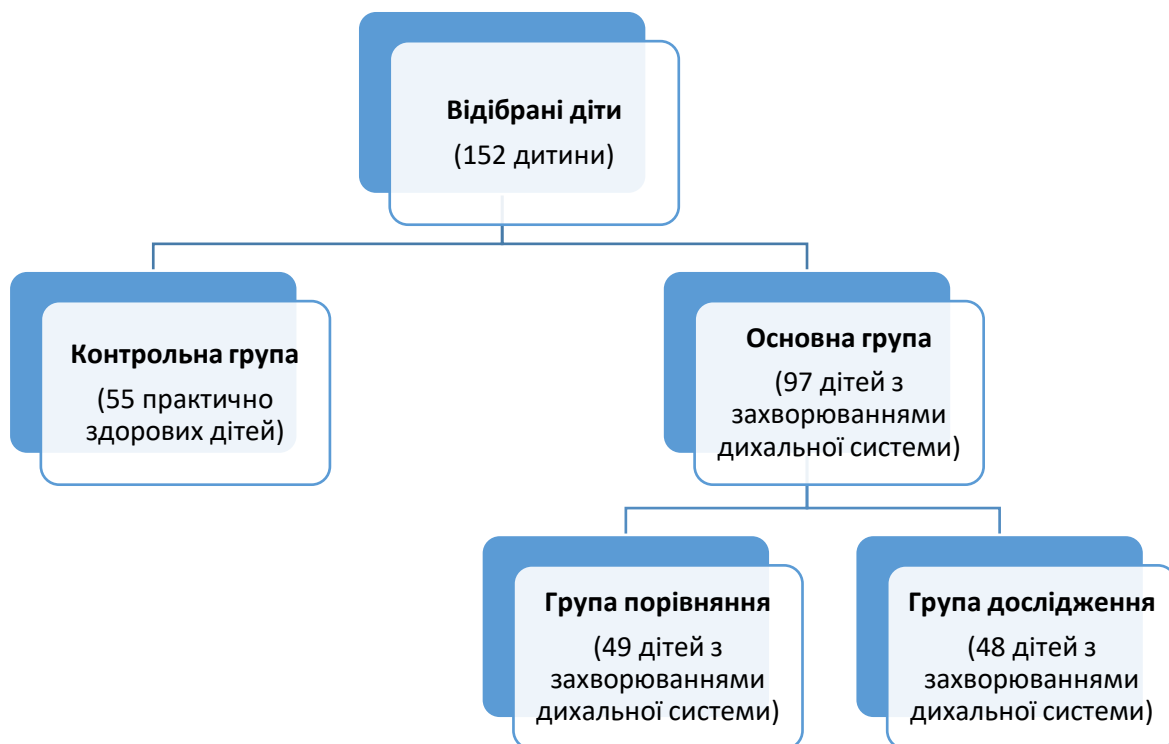 Відібрані діти
(152 дитини)
Контрольна група
(55 практично
здорових дітей)
Основна група
(97 дітей з
захворюваннями
дихальної системи)
Група порівняння
(49 дітей з
захворюваннями
дихальної системи)
Група дослідження
(48 дітей з
захворюваннями
дихальної системи)